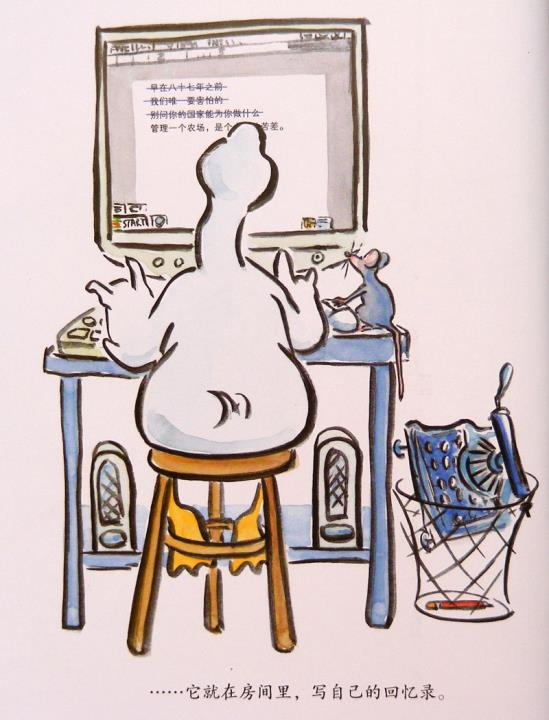 早在八十七年之前
我们唯一要害怕的
别问你的国家能为你做什么
管理一个农场，是个 苦差。
START
……它就在房间里，写自己的回忆录。